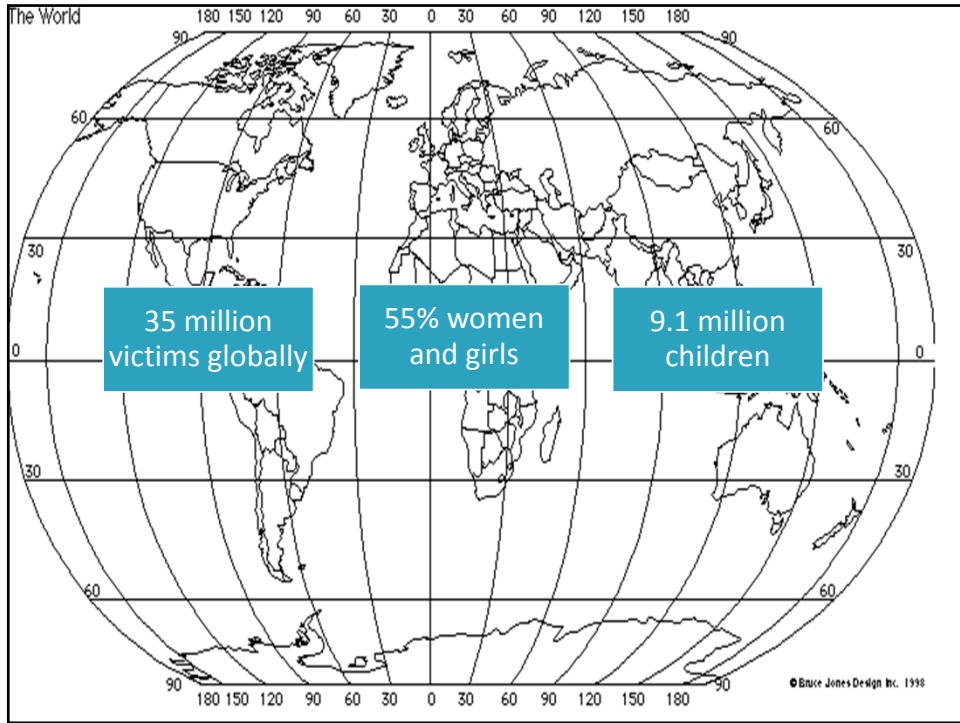 The World
180 150 120 90 60 30 0 30 60 90 120 150 180
90 90
60 60
30 30
35 million
victims globally
55% women
and girls
9.1 million
children
0 0
30 30
60 60
90 90
180 150 120 90 60 30 0 30 60 90 120 150 180
© Bruce Jones Design Inc. 1998